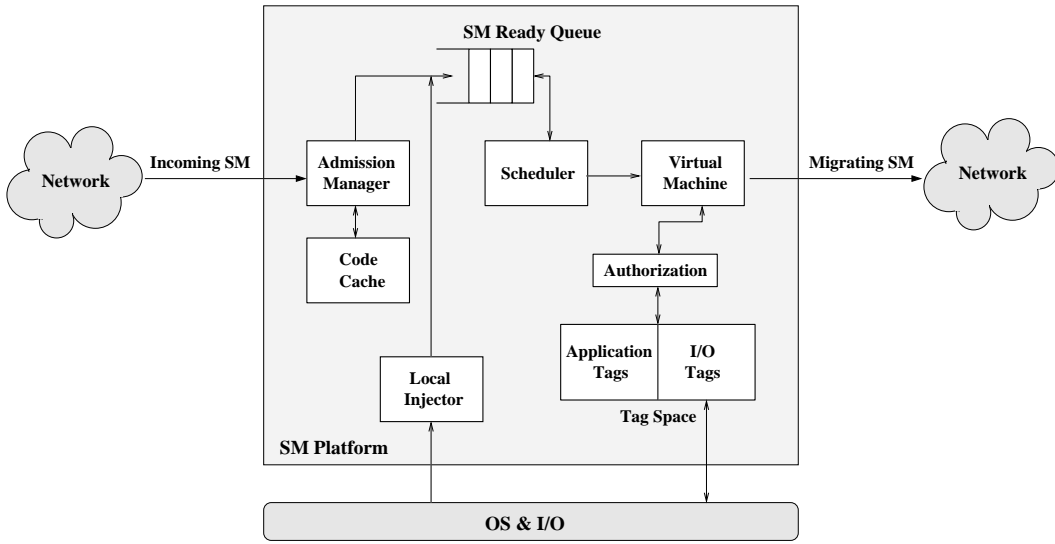 SM Ready Queue
Network
Incoming SM
Admission
Manager
Scheduler
Virtual
Machine
Migrating SM
Network
Code
Cache
Authorization
Application
Tags
I/O
Tags
Local
Injector
Tag Space
SM Platform
OS & I/O